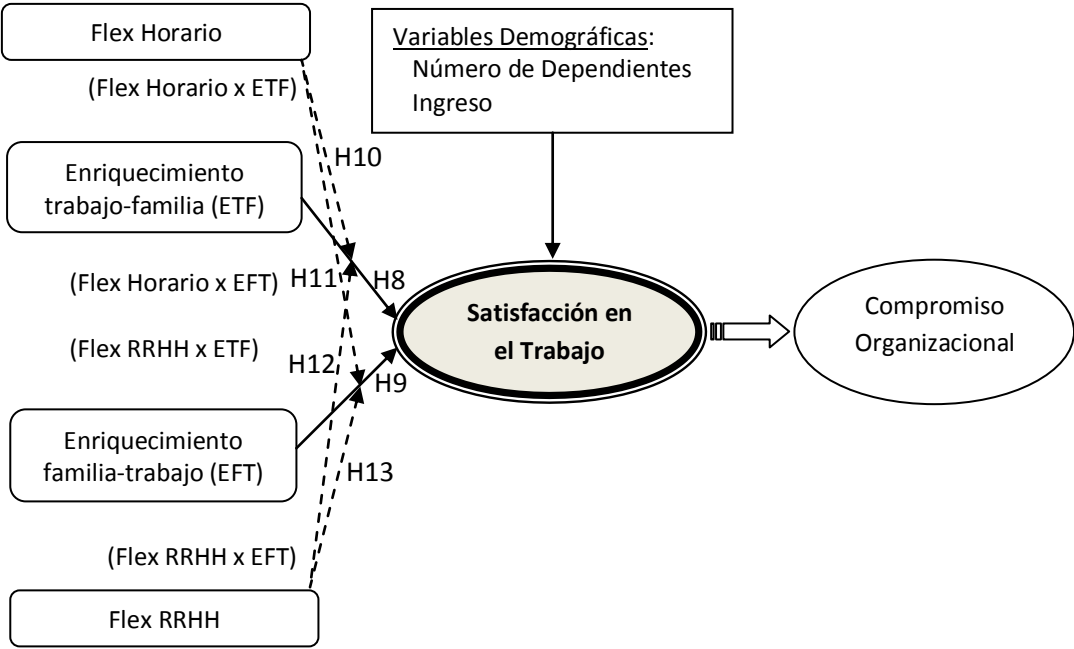 Flex Horario
(Flex Horario x ETF)
Variables Demográficas:
Número de Dependientes
Ingreso
H10
Enriquecimiento
trabajo-familia (ETF)
(Flex Horario x EFT)
H11
H8
(Flex RRHH x ETF)
H12
H9
Satisfacción en
el Trabajo
Compromiso
Organizacional
Enriquecimiento
familia-trabajo (EFT)
H13
(Flex RRHH x EFT)
Flex RRHH